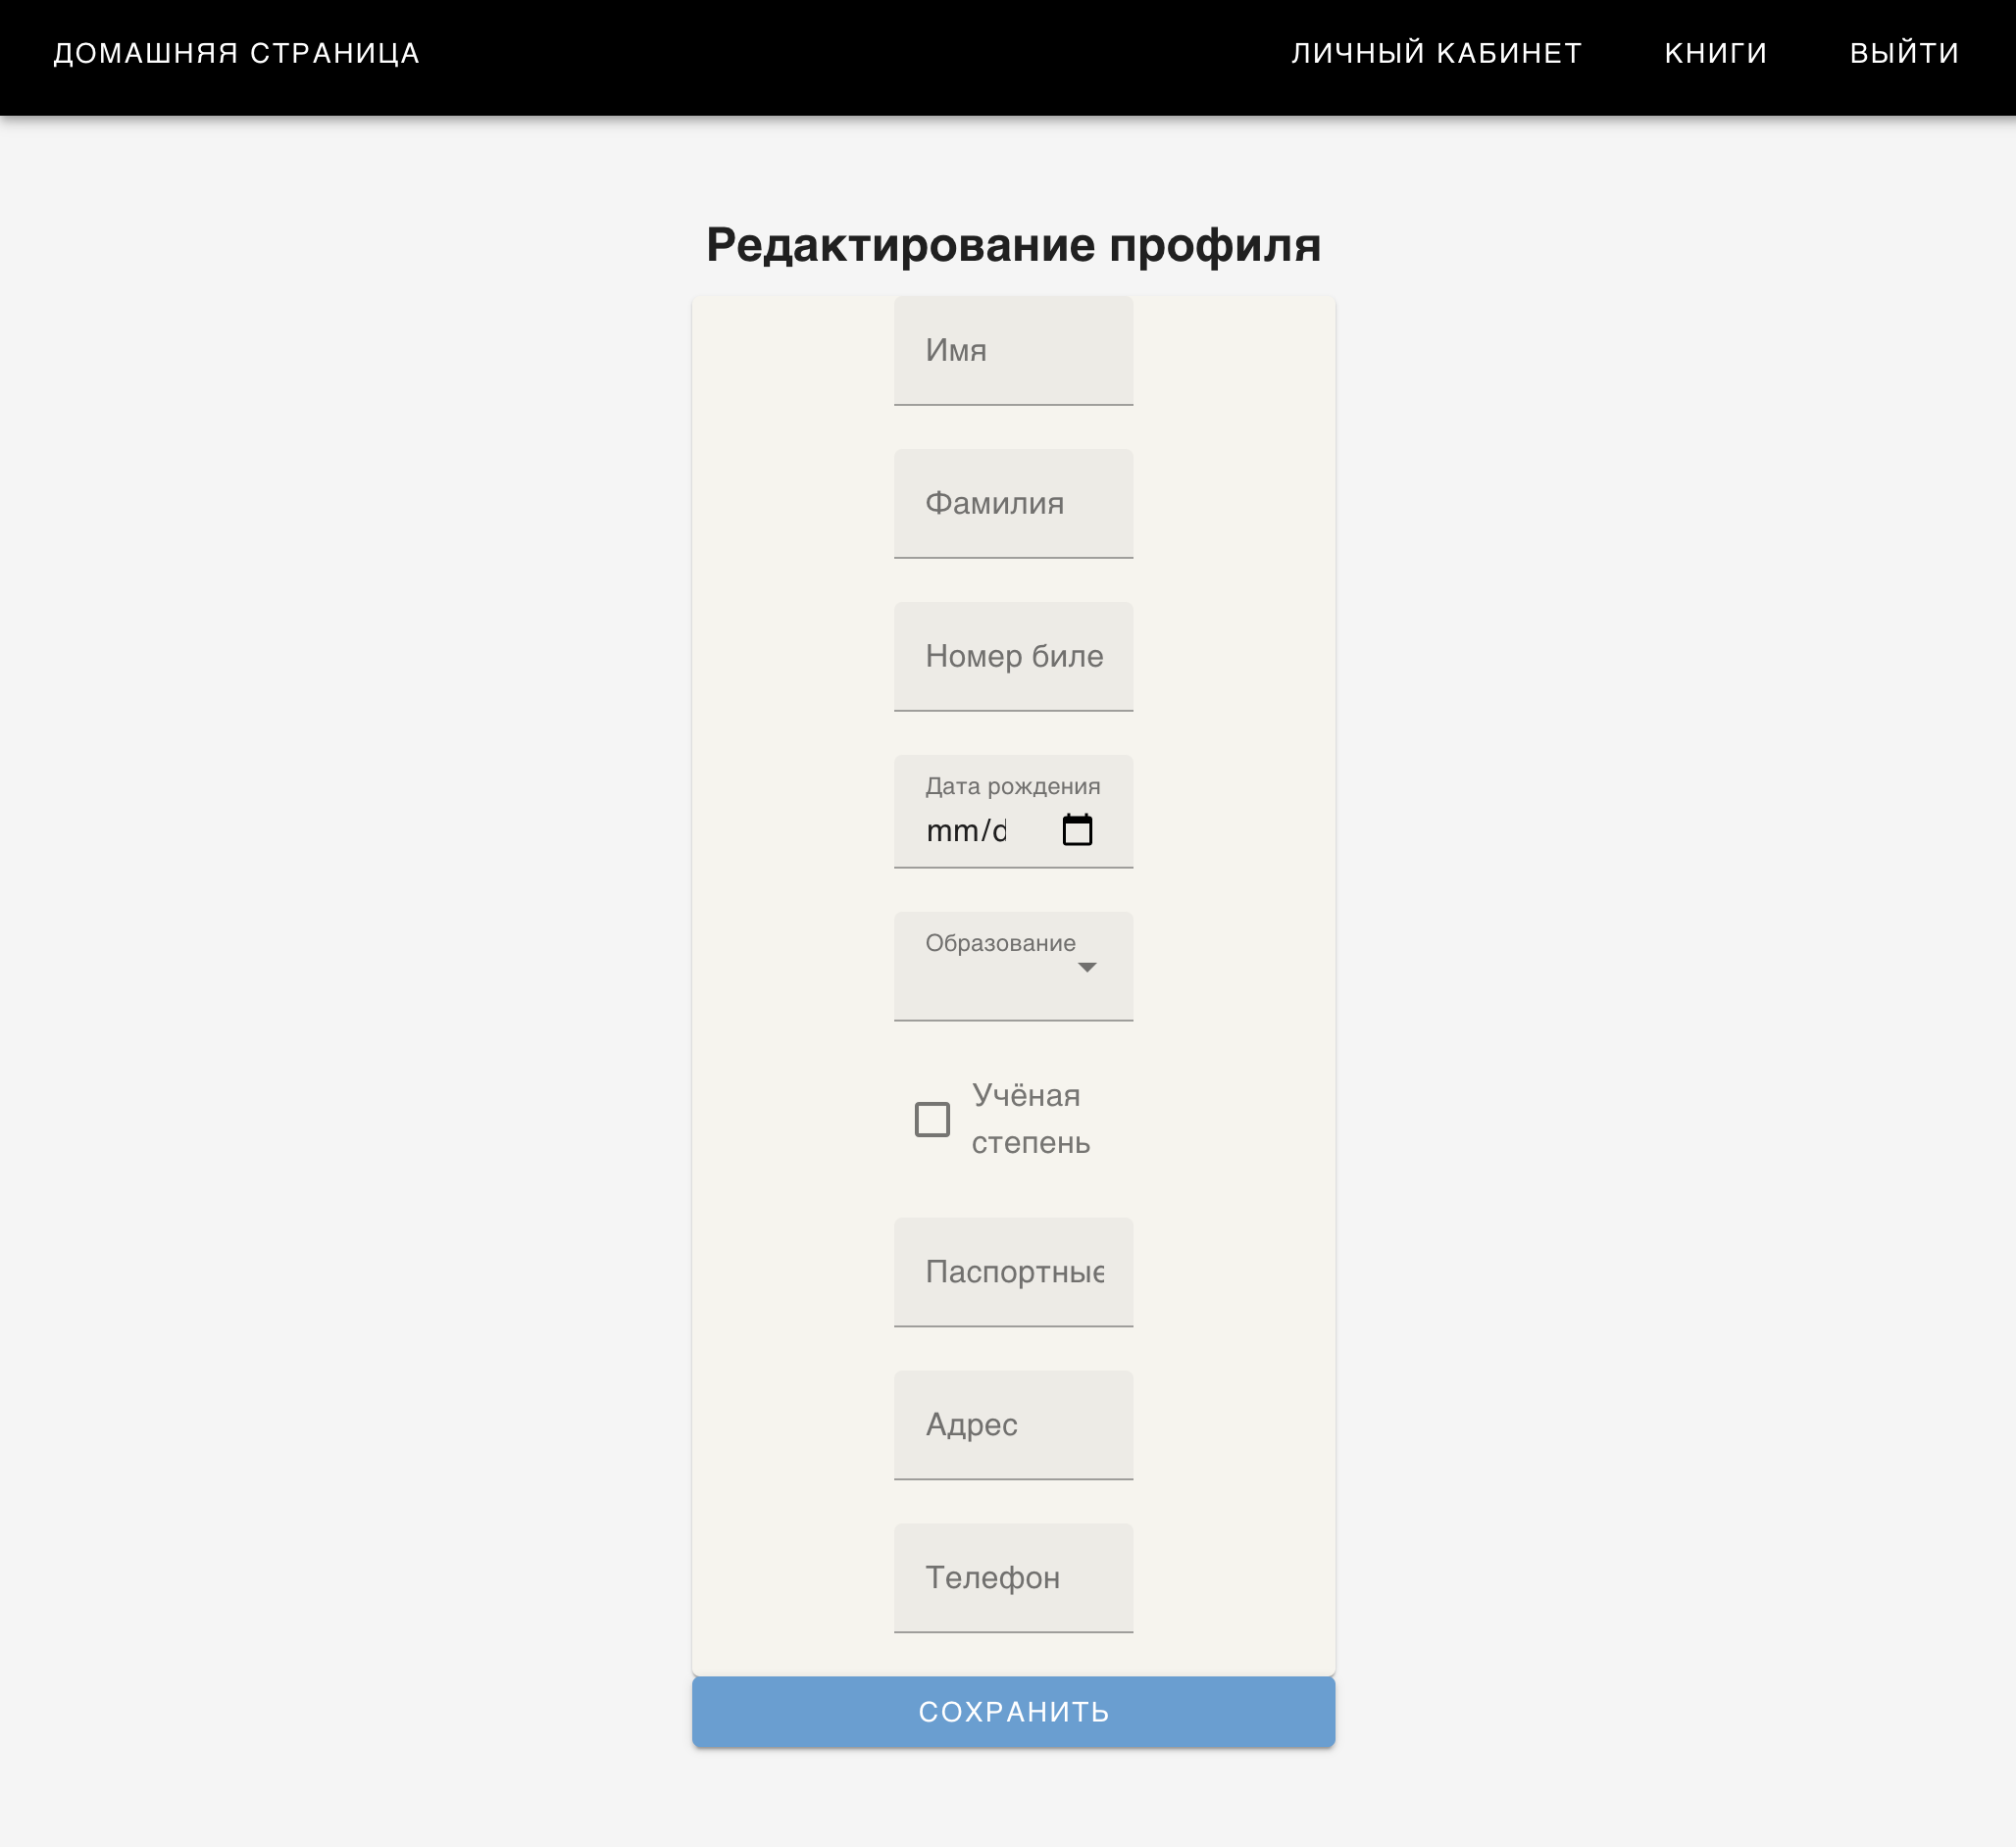 ДОМАШНЯЯ СТРАНИЦА ЛИЧНЫЙ КАБИНЕТ КНИГИ ВЫЙТИ
Редактирование профиля
Имя
Фамилия
Номер биле
Дата рождения
mm/d
Образование
Учёная
степень
Паспортные
Адрес
Телефон
СОХРАНИТЬ